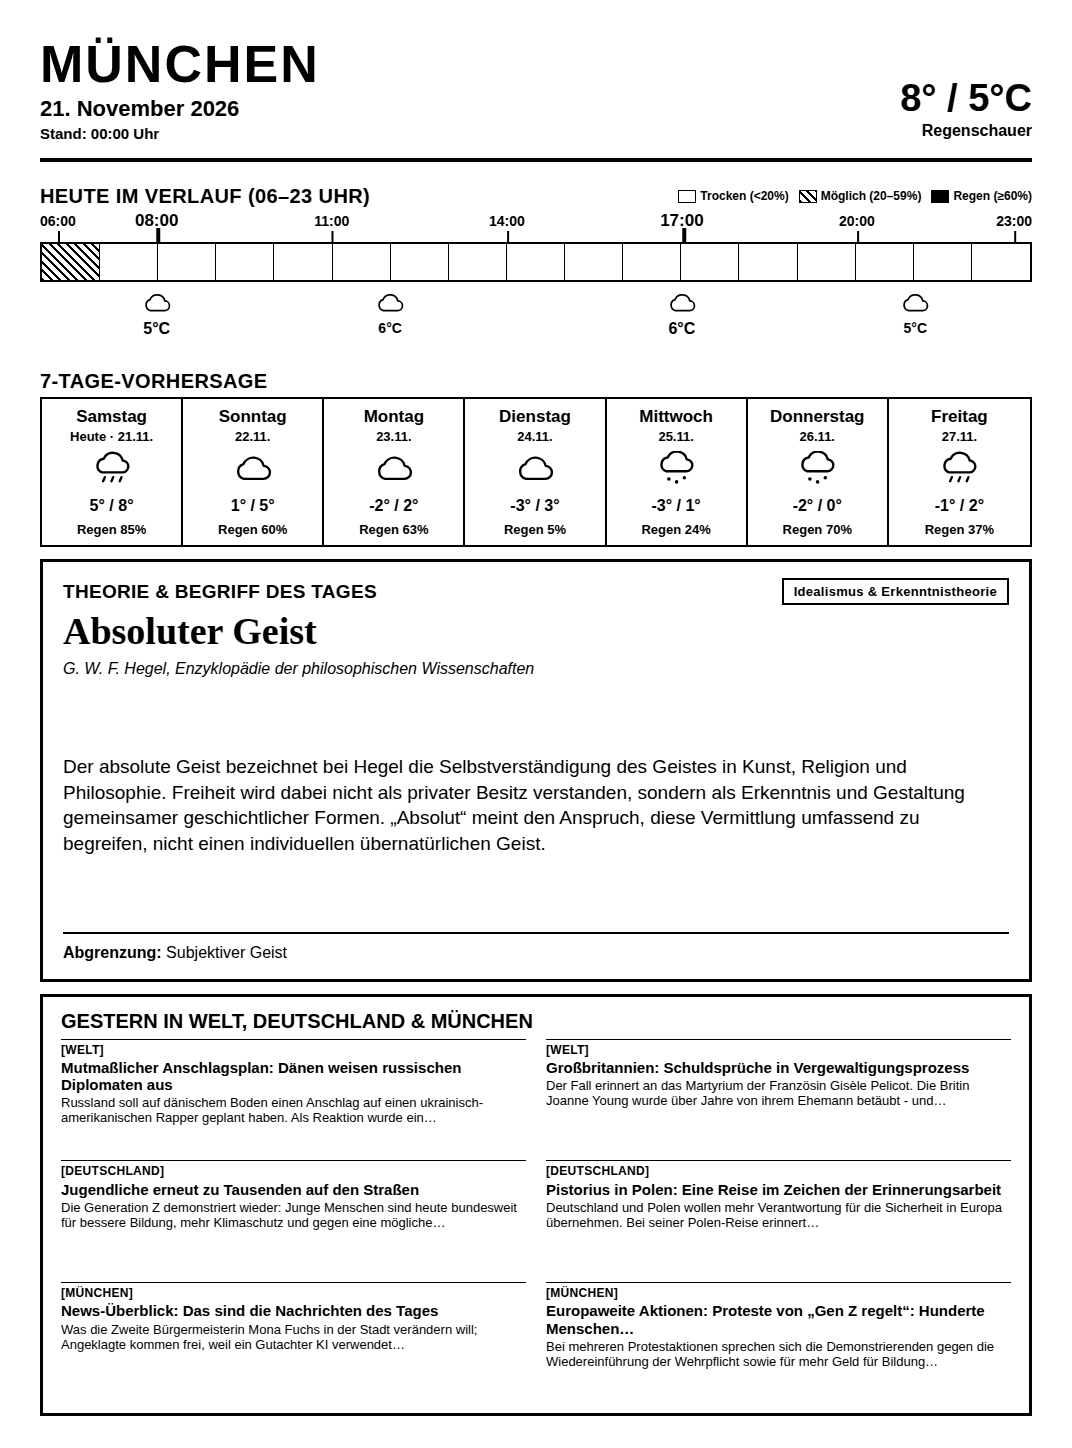 MÜNCHEN
21. November 2026
Stand: 00:00 Uhr
8° / 5°C
Regenschauer
HEUTE IM VERLAUF (06–23 UHR)
Trocken (<20%) Möglich (20–59%) Regen (≥60%)
06:00 08:00 11:00 14:00 17:00 20:00 23:00
5°C 6°C 6°C 5°C
7-TAGE-VORHERSAGE
Samstag Sonntag Montag Dienstag Mittwoch Donnerstag Freitag
Heute · 21.11. 22.11. 23.11. 24.11. 25.11. 26.11. 27.11.
5° / 8° 1° / 5° -2° / 2° -3° / 3° -3° / 1° -2° / 0° -1° / 2°
Regen 85% Regen 60% Regen 63% Regen 5% Regen 24% Regen 70% Regen 37%
THEORIE & BEGRIFF DES TAGES
Idealismus & Erkenntnistheorie
Absoluter Geist
G. W. F. Hegel, Enzyklopädie der philosophischen Wissenschaften
Der absolute Geist bezeichnet bei Hegel die Selbstverständigung des Geistes in Kunst, Religion und
Philosophie. Freiheit wird dabei nicht als privater Besitz verstanden, sondern als Erkenntnis und Gestaltung
gemeinsamer geschichtlicher Formen. „Absolut“ meint den Anspruch, diese Vermittlung umfassend zu
begreifen, nicht einen individuellen übernatürlichen Geist.
Abgrenzung: Subjektiver Geist
GESTERN IN WELT, DEUTSCHLAND & MÜNCHEN
[WELT]
Mutmaßlicher Anschlagsplan: Dänen weisen russischen
Diplomaten aus
Russland soll auf dänischem Boden einen Anschlag auf einen ukrainisch-
amerikanischen Rapper geplant haben. Als Reaktion wurde ein…
[WELT]
Großbritannien: Schuldsprüche in Vergewaltigungsprozess
Der Fall erinnert an das Martyrium der Französin Gisèle Pelicot. Die Britin
Joanne Young wurde über Jahre von ihrem Ehemann betäubt - und…
[DEUTSCHLAND]
Jugendliche erneut zu Tausenden auf den Straßen
Die Generation Z demonstriert wieder: Junge Menschen sind heute bundesweit
für bessere Bildung, mehr Klimaschutz und gegen eine mögliche…
[DEUTSCHLAND]
Pistorius in Polen: Eine Reise im Zeichen der Erinnerungsarbeit
Deutschland und Polen wollen mehr Verantwortung für die Sicherheit in Europa
übernehmen. Bei seiner Polen-Reise erinnert…
[MÜNCHEN]
News-Überblick: Das sind die Nachrichten des Tages
Was die Zweite Bürgermeisterin Mona Fuchs in der Stadt verändern will;
Angeklagte kommen frei, weil ein Gutachter KI verwendet…
[MÜNCHEN]
Europaweite Aktionen: Proteste von „Gen Z regelt“: Hunderte
Menschen…
Bei mehreren Protestaktionen sprechen sich die Demonstrierenden gegen die
Wiedereinführung der Wehrpflicht sowie für mehr Geld für Bildung…